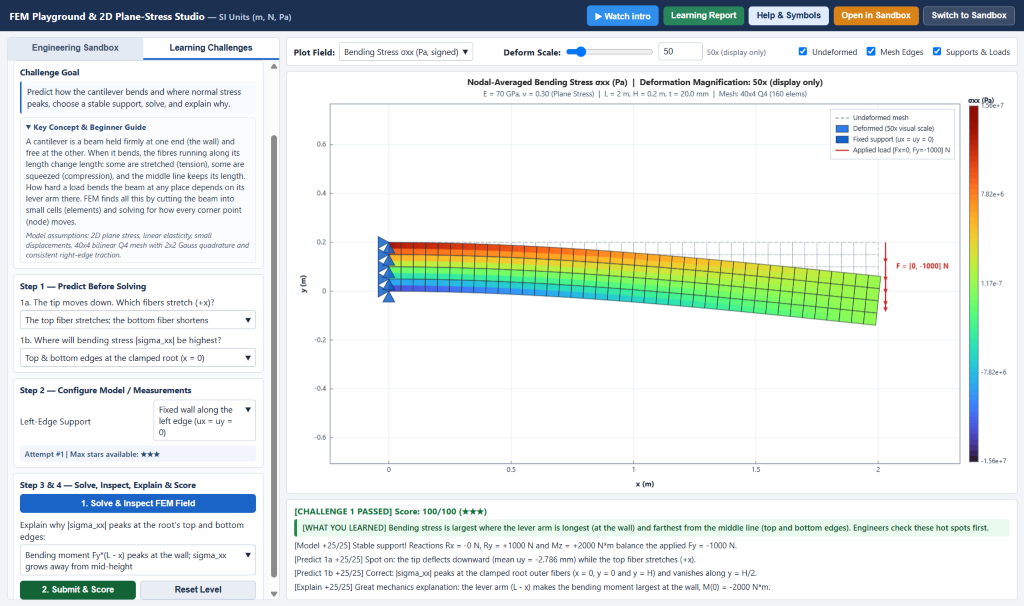 FEM Playground & 2D Plane-Stress Studio — SI Units (m, N, Pa)
▶ Watch intro
Learning Report
Help & Symbols
Open in Sandbox
Switch to Sandbox
Engineering Sandbox
Learning Challenges
Challenge Goal
Predict how the cantilever bends and where normal stress
peaks, choose a stable support, solve, and explain why.
▼ Key Concept & Beginner Guide
A cantilever is a beam held firmly at one end (the wall) and
free at the other. When it bends, the fibres running along its
length change length: some are stretched (tension), some are
squeezed (compression), and the middle line keeps its length.
How hard a load bends the beam at any place depends on its
lever arm there. FEM finds all this by cutting the beam into
small cells (elements) and solving for how every corner point
(node) moves.
Model assumptions: 2D plane stress, linear elasticity, small
displacements, 40x4 bilinear Q4 mesh with 2x2 Gauss quadrature and
consistent right-edge traction.
Step 1 — Predict Before Solving
1a. The tip moves down. Which fibers stretch (+x)?
The top fiber stretches; the bottom fiber shortens
1b. Where will bending stress |sigma_xx| be highest?
Top & bottom edges at the clamped root (x = 0)
Step 2 — Configure Model / Measurements
Left-Edge Support
Fixed wall along the
left edge (ux = uy =
0)
Attempt #1 | Max stars available: ★★★
Step 3 & 4 — Solve, Inspect, Explain & Score
1. Solve & Inspect FEM Field
Explain why |sigma_xx| peaks at the root's top and bottom
edges:
Bending moment Fy*(L - x) peaks at the wall; sigma_xx
grows away from mid-height
2. Submit & Score
Reset Level
Plot Field:
Bending Stress σxx (Pa, signed)
Deform Scale:
50
50x (display only)
Undeformed
Mesh Edges
Supports & Loads
Nodal-Averaged Bending Stress σxx (Pa) | Deformation Magnification: 50x (display only)
E = 70 GPa, ν = 0.30 (Plane Stress) | L = 2 m, H = 0.2 m, t = 20.0 mm | Mesh: 40x4 Q4 (160 elems)
Undeformed mesh
Deformed (50x visual scale)
Fixed support (ux = uy = 0)
Applied load [Fx=0, Fy=-1000] N
σxx (Pa)
1.56e+7
7.82e+6
1.17e-7
-7.82e+6
-1.56e+7
F = [0, -1000] N
0.6
0.4
0.2
0
-0.2
-0.4
-0.6
y (m)
0
0.5
1
1.5
2
x (m)
[CHALLENGE 1 PASSED] Score: 100/100 (★★★)
[WHAT YOU LEARNED] Bending stress is largest where the lever arm is longest (at the wall) and farthest from the middle line (top and bottom edges). Engineers check these hot spots first.
[Model +25/25] Stable support! Reactions Rx = -0 N, Ry = +1000 N and Mz = +2000 N*m balance the applied Fy = -1000 N.
[Predict 1a +25/25] Spot on: the tip deflects downward (mean uy = -2.786 mm) while the top fiber stretches (+x).
[Predict 1b +25/25] Correct: |sigma_xx| peaks at the clamped root outer fibers (x = 0, y = 0 and y = H) and vanishes along y = H/2.
[Explain +25/25] Great mechanics explanation: the lever arm (L - x) makes the bending moment largest at the wall, M(0) = -2000 N*m.